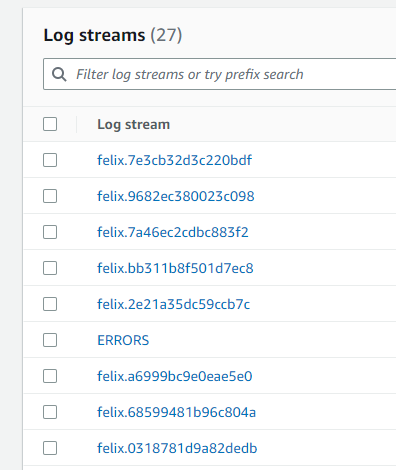 Log streams (27)
Filter log streams or try prefix search
Log stream
felix.7e3cb32d3c220bdf
felix.9682ec380023c098
felix.7a46ec2cdbc883f2
felix.bb311b8f501d7ec8
felix.2e21a35dc59ccb7c
ERRORS
felix.a6999bc9e0eae5e0
felix.68599481b96c804a
felix.0318781d9a82dedb